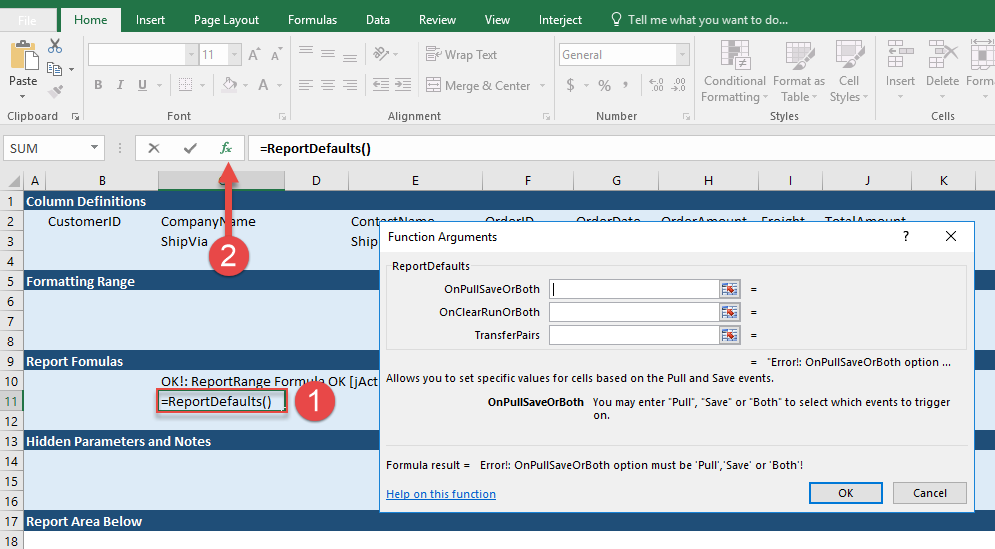 File Home Insert Page Layout Formulas Data Review View Interject Tell me what you want to do...
11 A A Wrap Text General
Paste B I U A Merge & Center $ % , Conditional Formatting Format as Table Cell Styles Insert Delete Form
Clipboard Font Alignment Number Styles Cells
SUM fx =ReportDefaults()
A B C D E F G H I J K
1 Column Definitions
2 CustomerID CompanyName ContactName OrderID OrderDate OrderAmount Freight TotalAmount
3 ShipVia Ship
2
4
5 Formatting Range
6
7
8
9 Report Fomulas
10 OK!: ReportRange Formula OK [jAct
11 =ReportDefaults() 1
12
13 Hidden Parameters and Notes
14
15
16
17 Report Area Below
18
Function Arguments ?
ReportDefaults
OnPullSaveOrBoth =
OnClearRunOrBoth =
TransferPairs =
= "Error!: OnPullSaveOrBoth option ...
Allows you to set specific values for cells based on the Pull and Save events.
OnPullSaveOrBoth You may enter "Pull", "Save" or "Both" to select which events to trigger
on.
Formula result = Error!: OnPullSaveOrBoth option must be 'Pull','Save' or 'Both'!
Help on this function OK Cancel